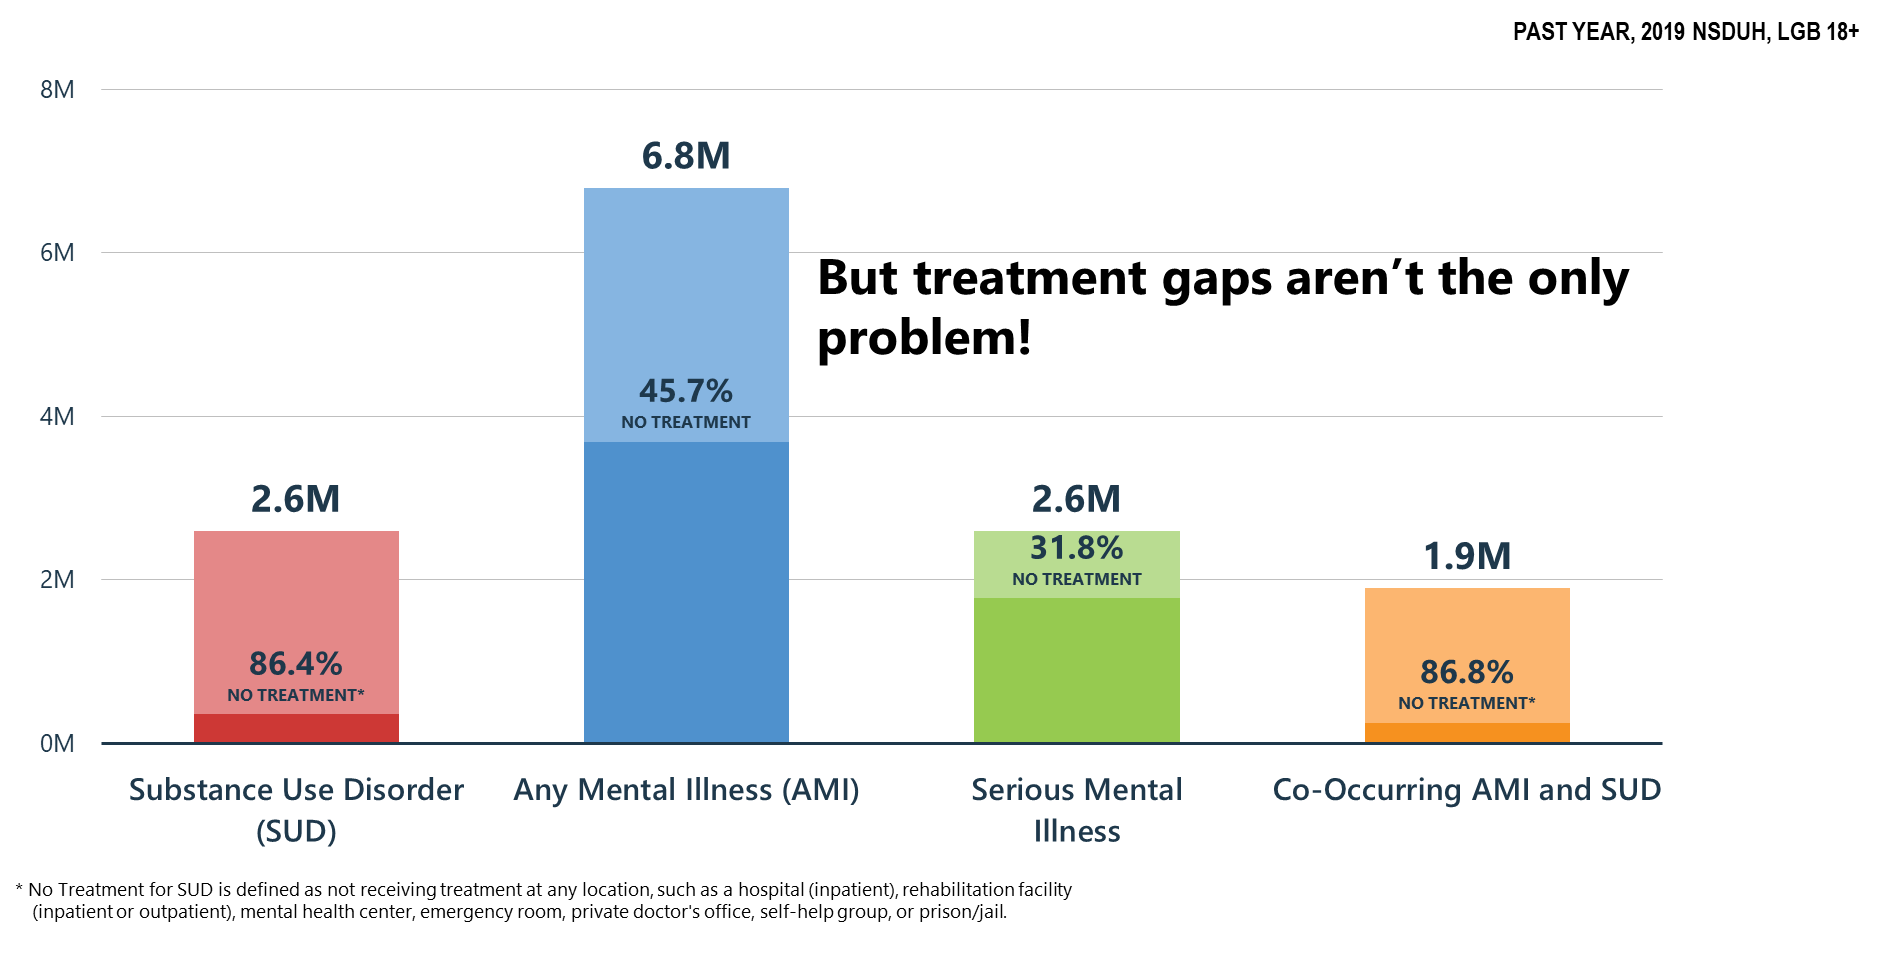 PAST YEAR, 2019 NSDUH, LGB 18+
8M
6.8M
6M
But treatment gaps aren’t the only
problem!
45.7%
NO TREATMENT
4M
2.6M
2.6M
31.8%
NO TREATMENT
1.9M
2M
86.4%
NO TREATMENT*
86.8%
NO TREATMENT*
0M
Substance Use Disorder
(SUD)
Any Mental Illness (AMI)
Serious Mental
Illness
Co-Occurring AMI and SUD
* No Treatment for SUD is defined as not receiving treatment at any location, such as a hospital (inpatient), rehabilitation facility
(inpatient or outpatient), mental health center, emergency room, private doctor's office, self-help group, or prison/jail.